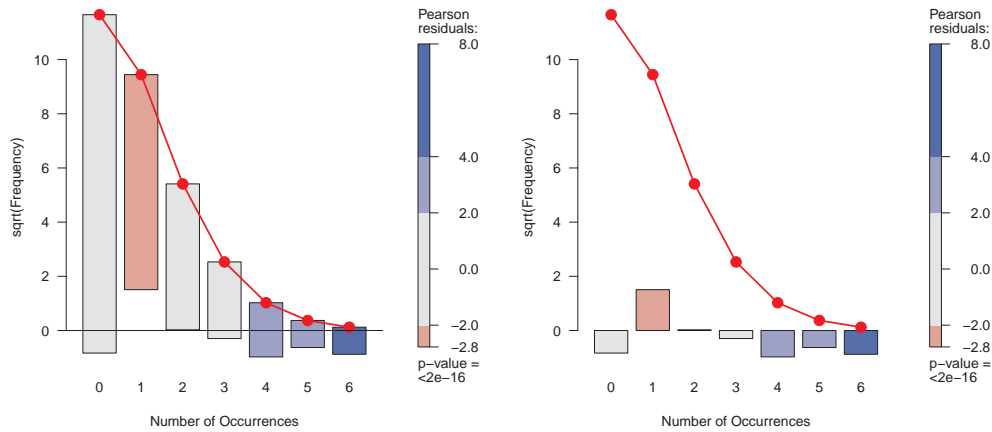 Pearson
residuals:
8.0
4.0
2.0
0.0
−2.0
−2.8
p−value =
<2e−16
sqrt(Frequency)
10
8
6
4
2
0
0 1 2 3 4 5 6
Number of Occurrences
Pearson
residuals:
8.0
4.0
2.0
0.0
−2.0
−2.8
p−value =
<2e−16
sqrt(Frequency)
10
8
6
4
2
0
0 1 2 3 4 5 6
Number of Occurrences